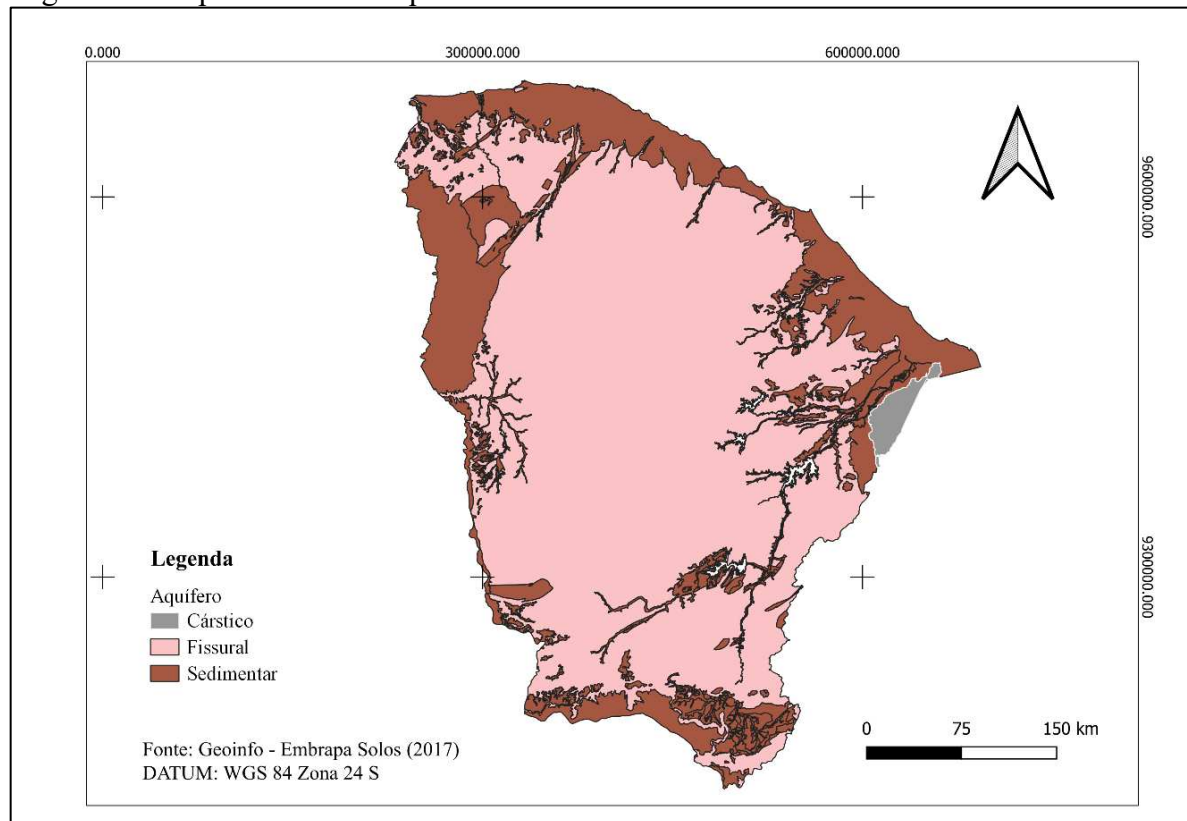 0.000 300000.000 600000.000
9600000.000
9300000.000
Legenda
Aquífero
Cárstico
Fissural
Sedimentar
0 75 150 km
Fonte: Geoinfo - Embrapa Solos (2017)
DATUM: WGS 84 Zona 24 S